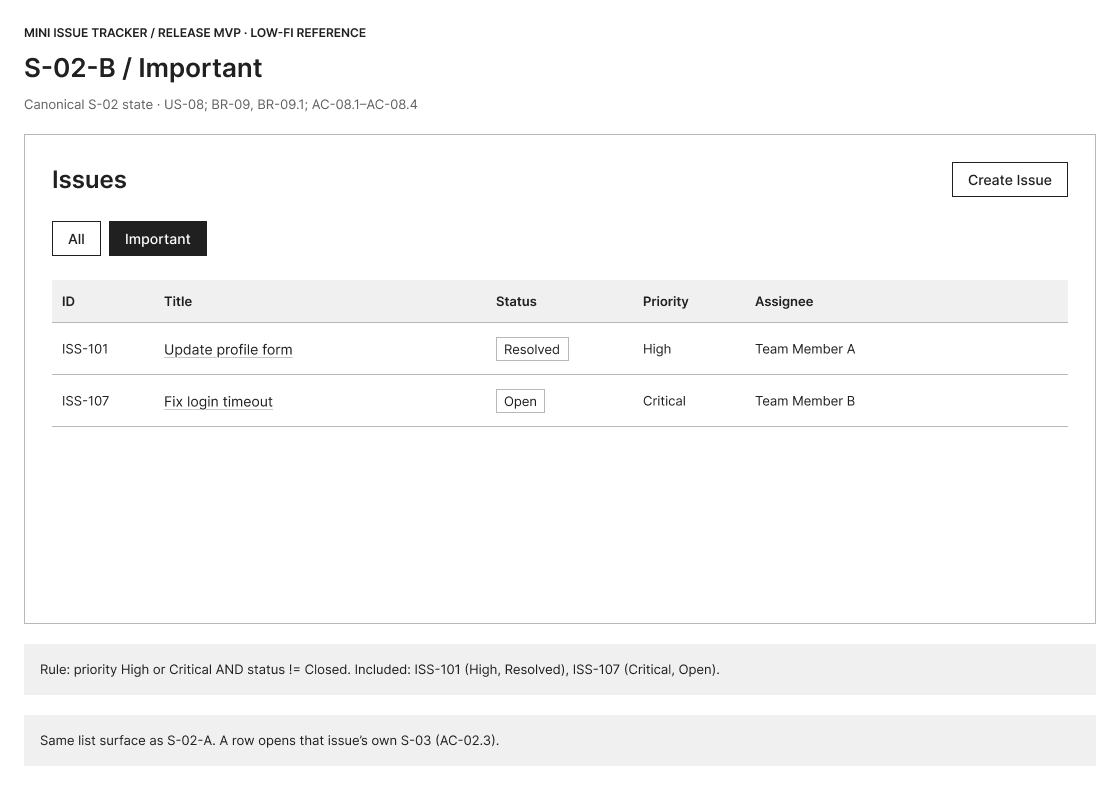 MINI ISSUE TRACKER / RELEASE MVP · LOW-FI REFERENCE
S-02-B / Important
Canonical S-02 state · US-08; BR-09, BR-09.1; AC-08.1–AC-08.4
Issues
Create Issue
All Important
ID Title Status Priority Assignee
ISS-101 Update profile form Resolved High Team Member A
ISS-107 Fix login timeout Open Critical Team Member B
Rule: priority High or Critical AND status != Closed. Included: ISS-101 (High, Resolved), ISS-107 (Critical, Open).
Same list surface as S-02-A. A row opens that issue’s own S-03 (AC-02.3).